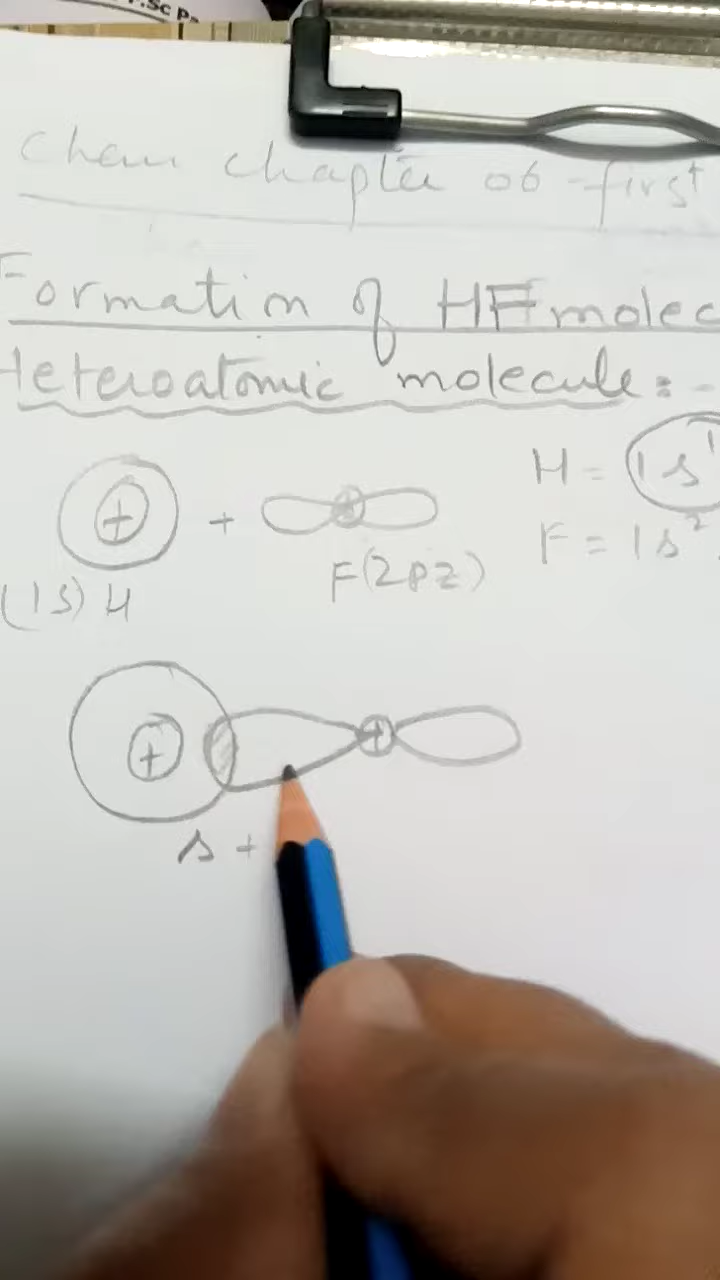 Chem chapter 06 - first
Formation of HF molec
Heteroatomic molecule: -
+ + + H = 1s¹
F = 1s²
(1S) H F(2PZ)
+ +
s +